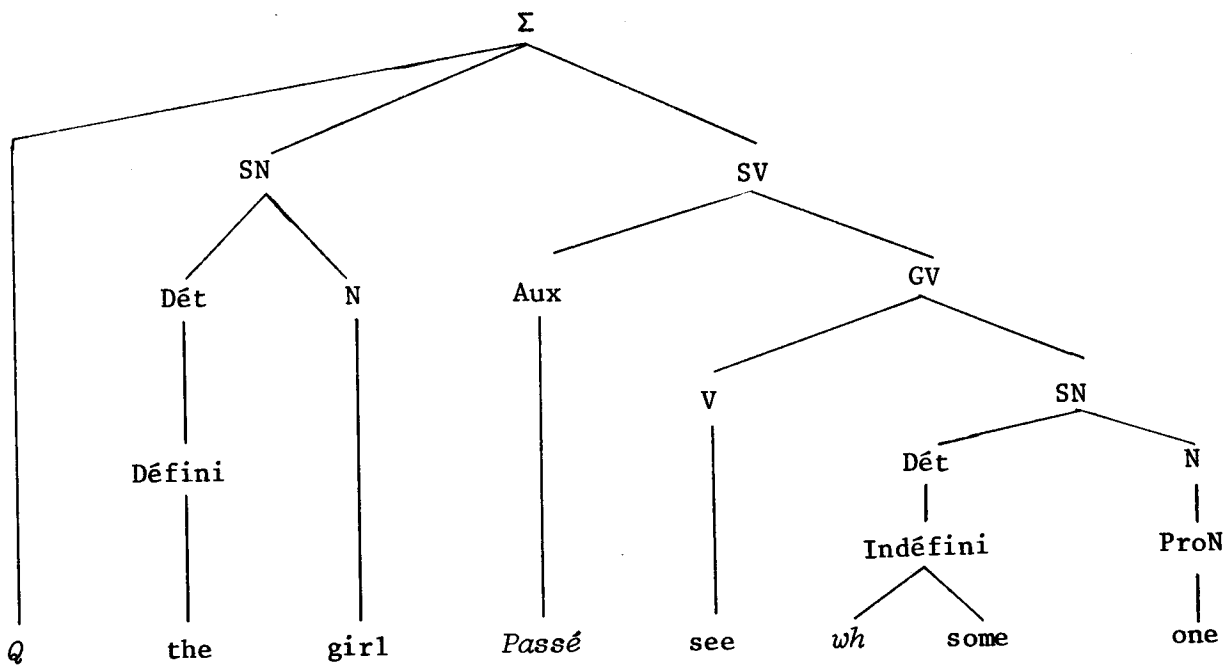 Σ
SN SV
GV
Dét N Aux
V SN
Dét N
Défini
Indéfini ProN
Q the girl Passé see wh some one